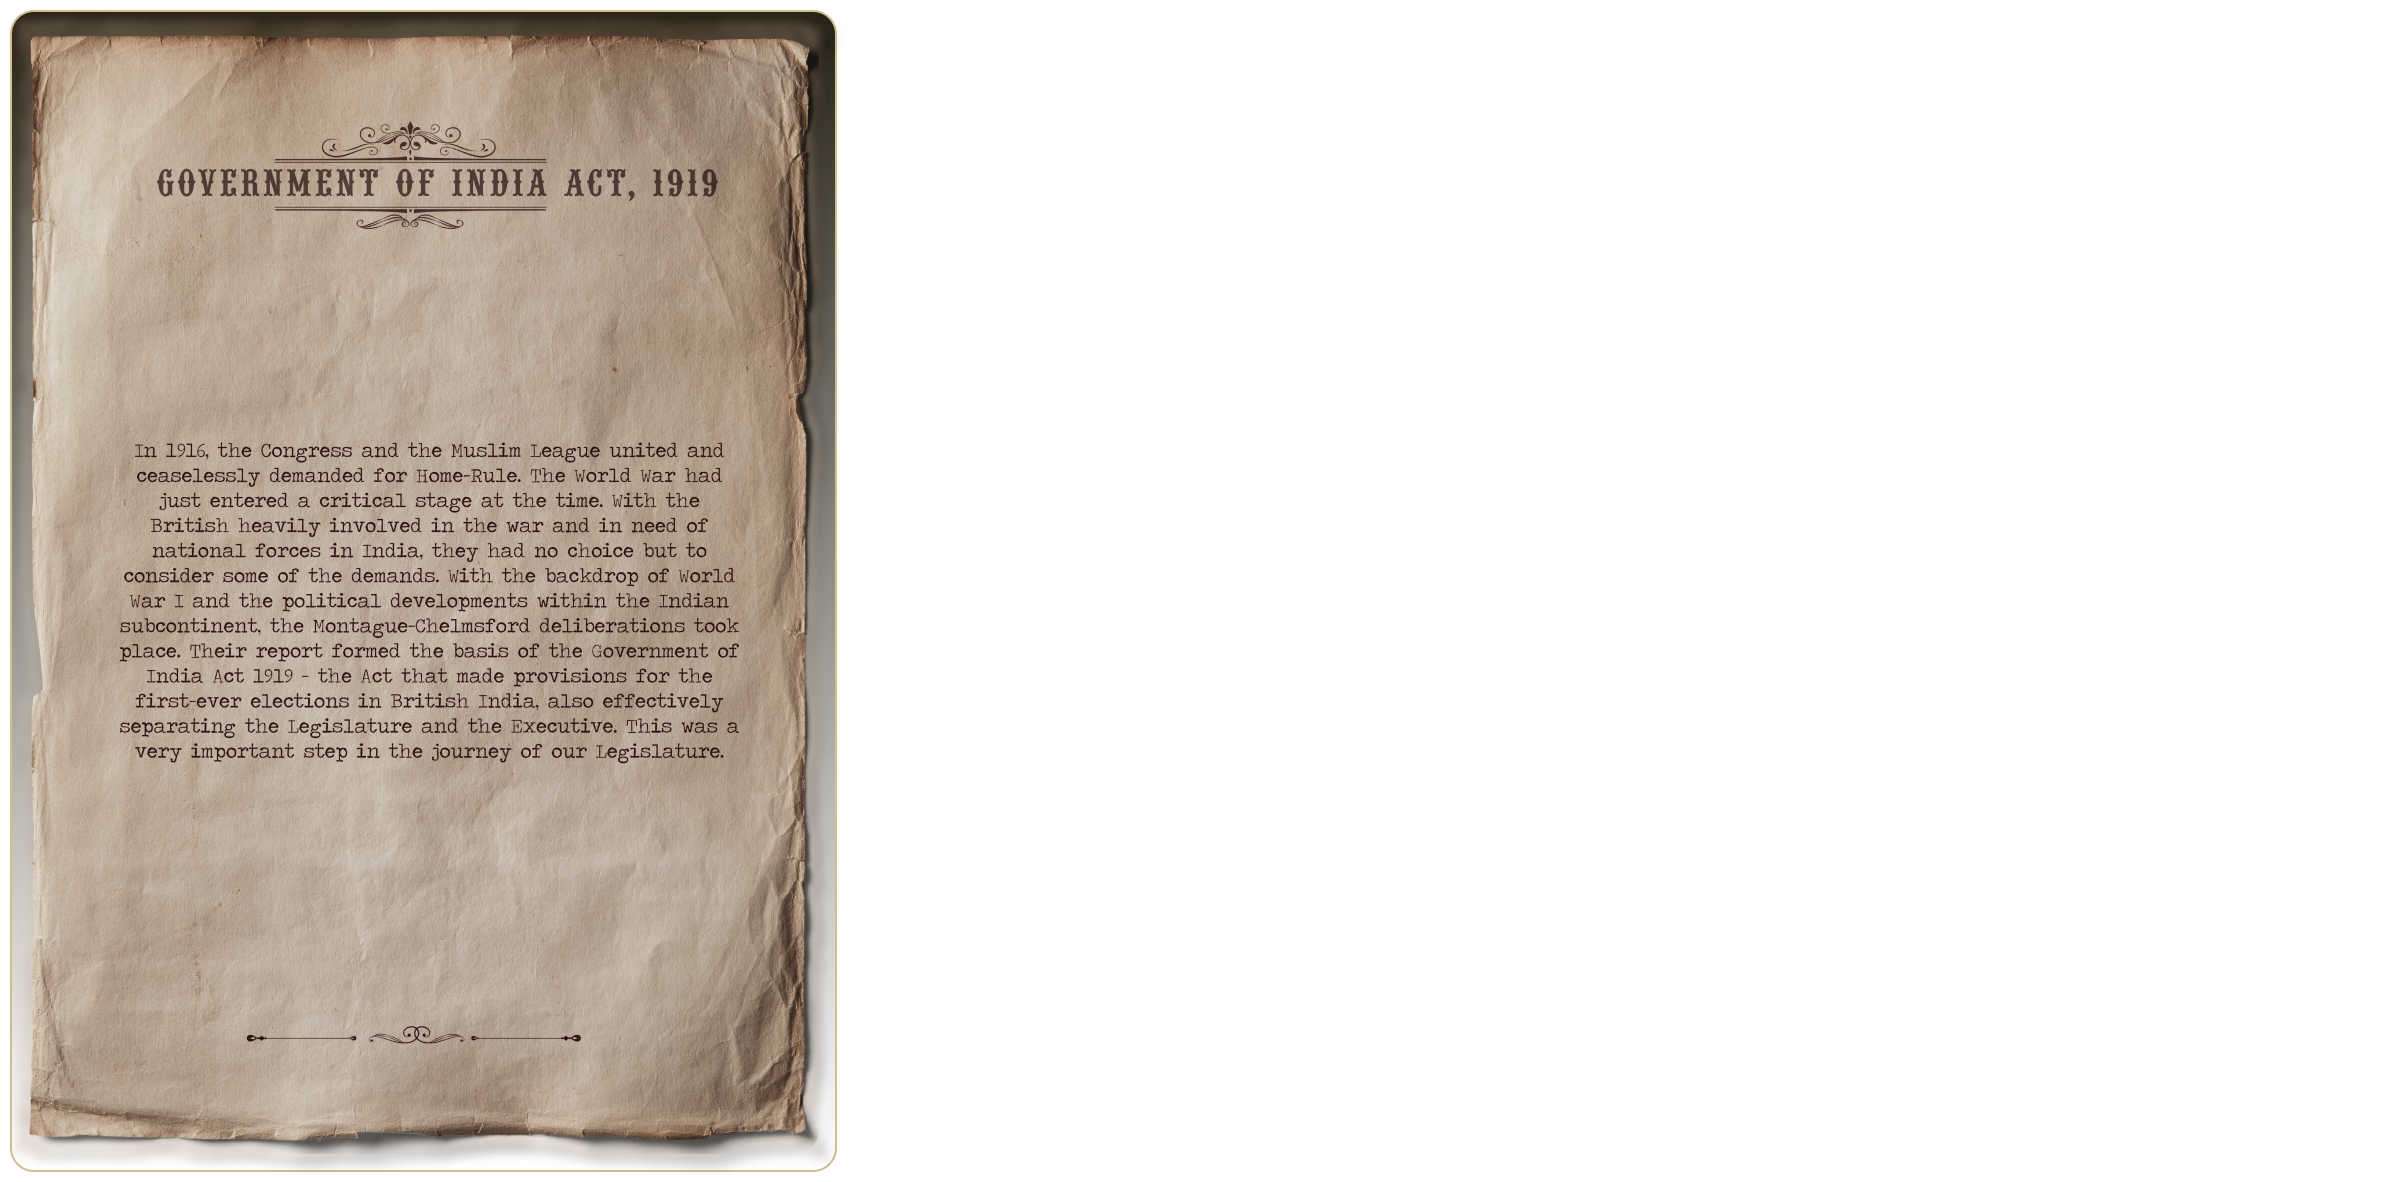 GOVERNMENT OF INDIA ACT, 1919
In 1916, the Congress and the Muslim League united and
ceaselessly demanded for Home-Rule. The World War had
just entered a critical stage at the time. With the
British heavily involved in the war and in need of
national forces in India, they had no choice but to
consider some of the demands. With the backdrop of World
War I and the political developments within the Indian
subcontinent, the Montague-Chelmsford deliberations took
place. Their report formed the basis of the Government of
India Act 1919 - the Act that made provisions for the
first-ever elections in British India, also effectively
separating the Legislature and the Executive. This was a
very important step in the journey of our Legislature.